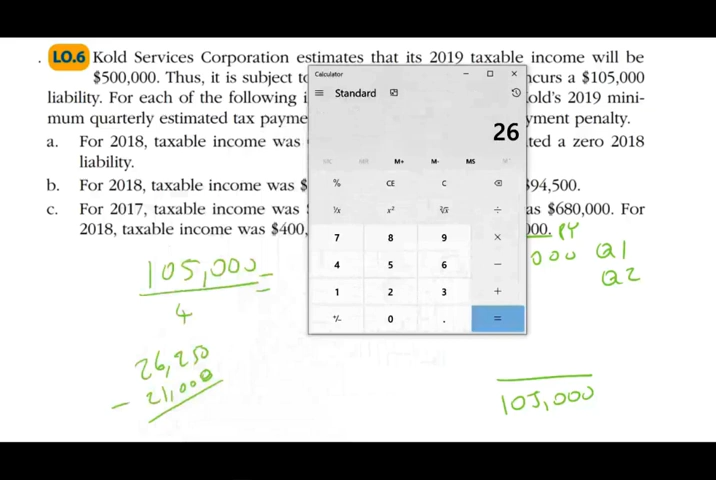 . LO.6 Kold Services Corporation estimates that its 2019 taxable income will be
$500,000. Thus, it is subject to
Calculator
ncurs a $105,000
Standard
liability. For each of the following i
old's 2019 mini-
mum quarterly estimated tax payme
yment penalty.
26
a. For 2018, taxable income was
ted a zero 2018
liability.
M+ M- MS
b. For 2018, taxable income was $
$94,500.
% CE C
c. For 2017, taxable income was
as $680,000. For
2018, taxable income was $400,
000. PY
7 8 9 ×
4 5 6 −
1 2 3 +
+/- 0 . =
000 Q1
Q2
105,000 =
4
26,250
- 21,000
105,000